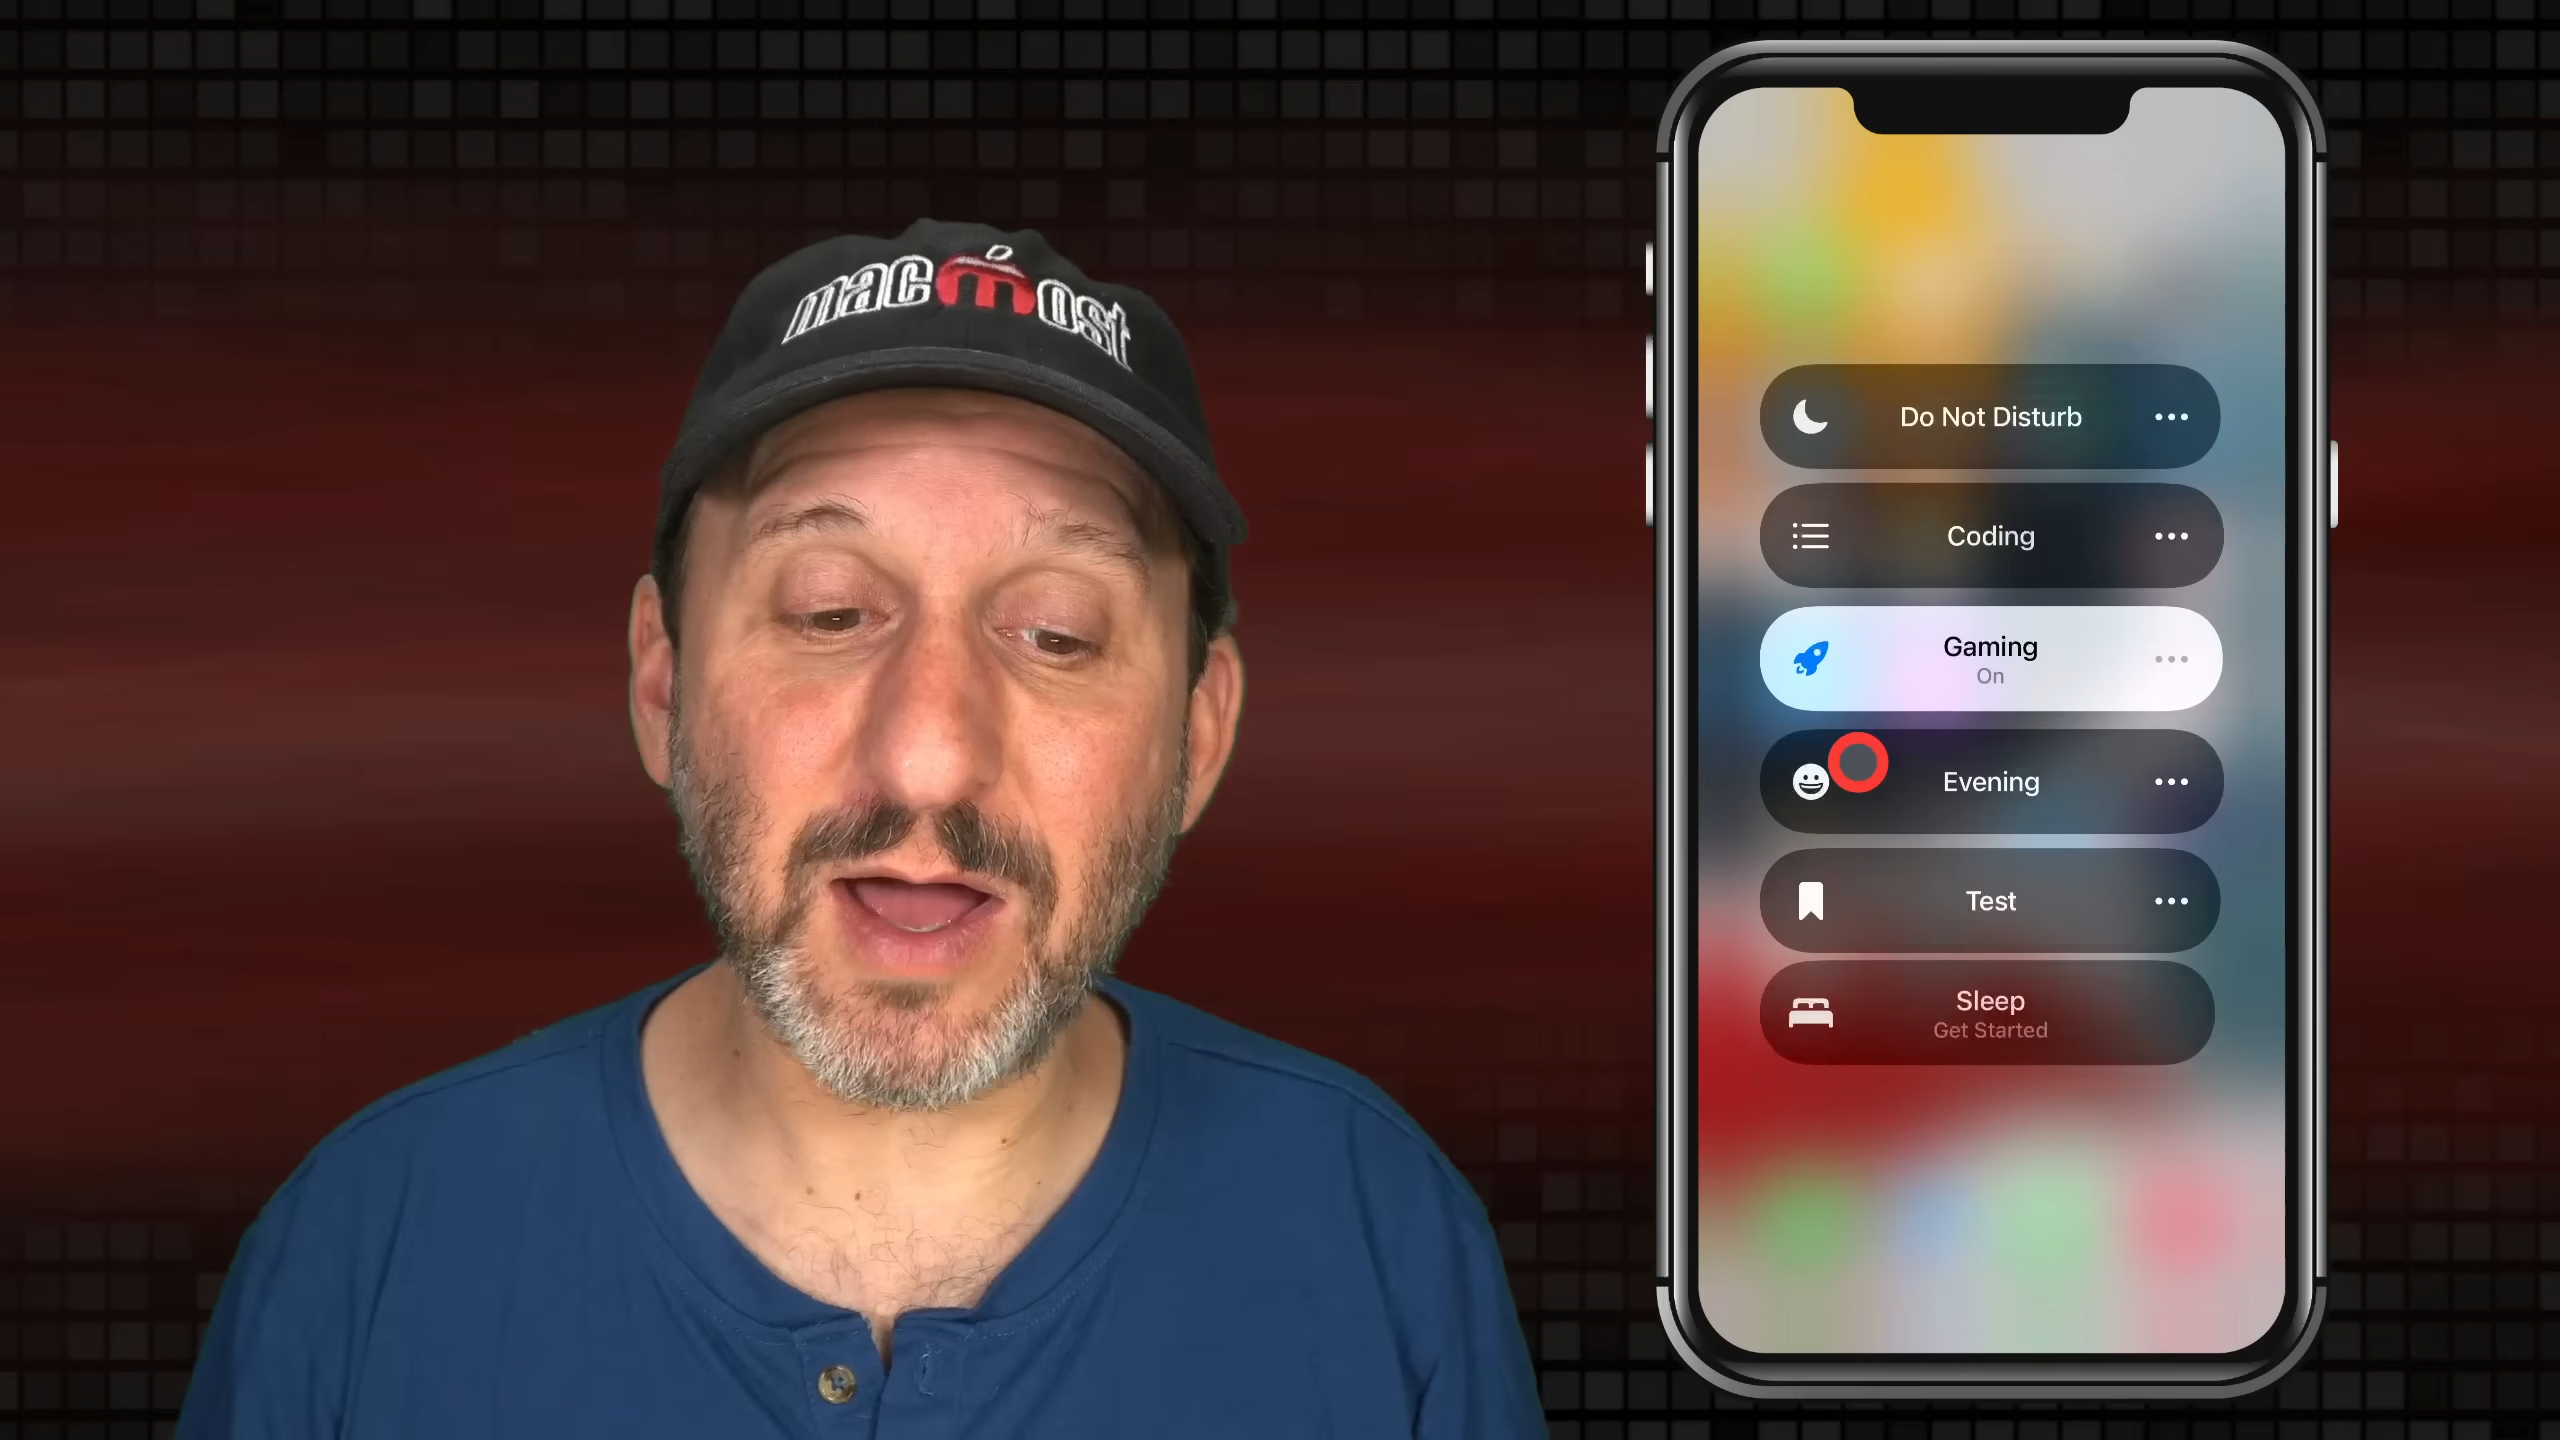 macmost
Do Not Disturb
Coding
Gaming
On
Evening
Test
Sleep
Get Started